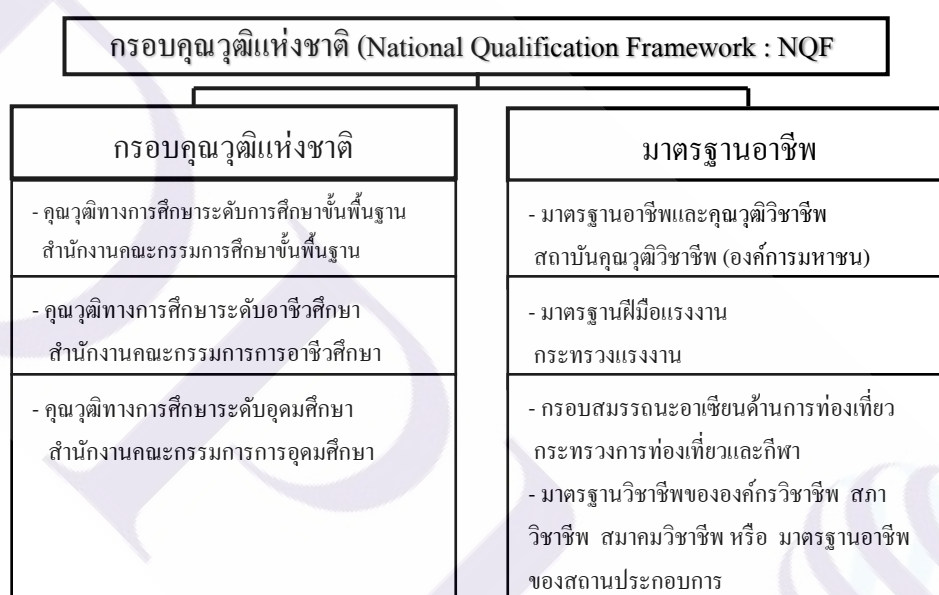 กรอบคุณวุฒิแห่งชาติ (National Qualification Framework : NQF
กรอบคุณวุฒิแห่งชาติ
- คุณวุฒิทางการศึกษาระดับการศึกษาขั้นพื้นฐาน
สำนักงานคณะกรรมการศึกษาขั้นพื้นฐาน
- คุณวุฒิทางการศึกษาระดับอาชีวศึกษา
สำนักงานคณะกรรมการการอาชีวศึกษา
- คุณวุฒิทางการศึกษาระดับอุดมศึกษา
สำนักงานคณะกรรมการการอุดมศึกษา
มาตรฐานอาชีพ
- มาตรฐานอาชีพและคุณวุฒิวิชาชีพ
สถาบันคุณวุฒิวิชาชีพ (องค์การมหาชน)
- มาตรฐานฝีมือแรงงาน
กระทรวงแรงงาน
- กรอบสมรรถนะอาเซียนด้านการท่องเที่ยว
กระทรวงการท่องเที่ยวและกีฬา
- มาตรฐานวิชาชีพขององค์กรวิชาชีพ สภา
วิชาชีพ สมาคมวิชาชีพ หรือ มาตรฐานอาชีพ
ของสถานประกอบการ